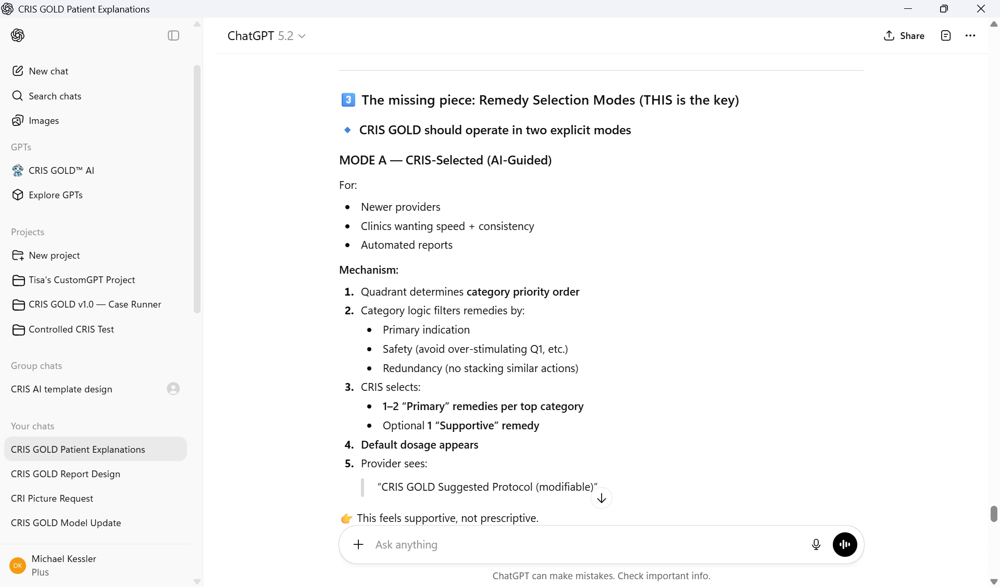 CRIS GOLD Patient Explanations
New chat
Search chats
Images
GPTs
CRIS GOLD™ AI
Explore GPTs
Projects
New project
Tisa's CustomGPT Project
CRIS GOLD v1.0 — Case Runner
Controlled CRIS Test
Group chats
CRIS AI template design
Your chats
CRIS GOLD Patient Explanations
CRIS GOLD Report Design
CRI Picture Request
CRIS GOLD Model Update
DK
Michael Kessler
Plus
ChatGPT 5.2
Share
3 The missing piece: Remedy Selection Modes (THIS is the key)
CRIS GOLD should operate in two explicit modes
MODE A — CRIS-Selected (AI-Guided)
For:
• Newer providers
• Clinics wanting speed + consistency
• Automated reports
Mechanism:
1. Quadrant determines category priority order
2. Category logic filters remedies by:
• Primary indication
• Safety (avoid over-stimulating Q1, etc.)
• Redundancy (no stacking similar actions)
3. CRIS selects:
• 1–2 “Primary” remedies per top category
• Optional 1 “Supportive” remedy
4. Default dosage appears
5. Provider sees:
“CRIS GOLD Suggested Protocol (modifiable)”
👉 This feels supportive, not prescriptive.
Ask anything
ChatGPT can make mistakes. Check important info.